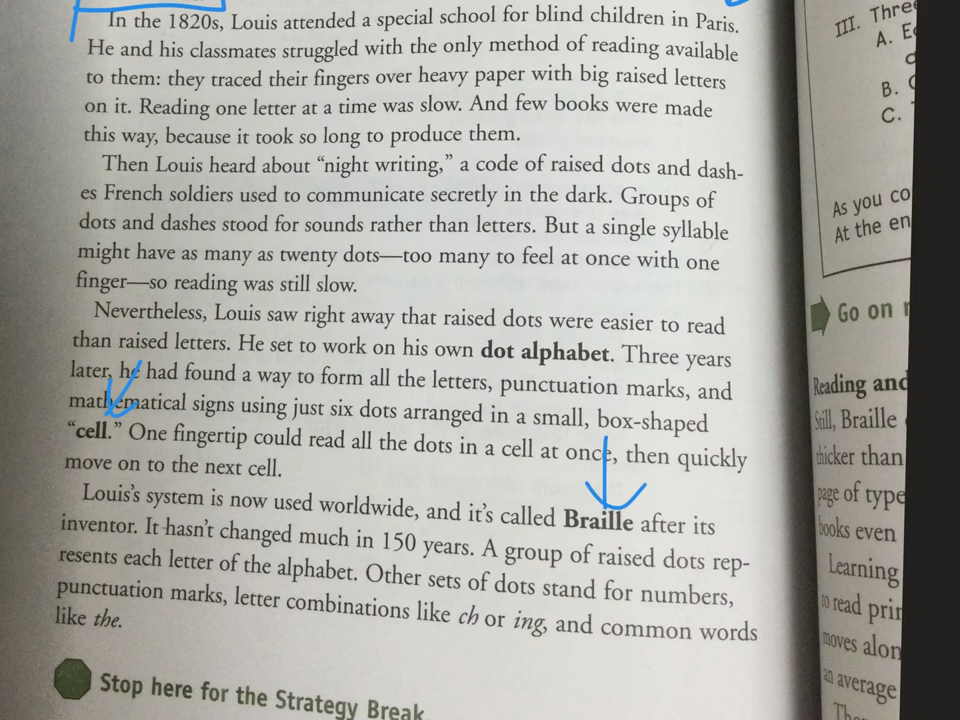 In the 1820s, Louis attended a special school for blind children in Paris.
He and his classmates struggled with the only method of reading available
to them: they traced their fingers over heavy paper with big raised letters
on it. Reading one letter at a time was slow. And few books were made
this way, because it took so long to produce them.
Then Louis heard about “night writing,” a code of raised dots and dash-
es French soldiers used to communicate secretly in the dark. Groups of
dots and dashes stood for sounds rather than letters. But a single syllable
might have as many as twenty dots—too many to feel at once with one
finger—so reading was still slow.
Nevertheless, Louis saw right away that raised dots were easier to read
than raised letters. He set to work on his own dot alphabet. Three years
later, he had found a way to form all the letters, punctuation marks, and
mathematical signs using just six dots arranged in a small, box-shaped
“cell.” One fingertip could read all the dots in a cell at once, then quickly
move on to the next cell.
Louis’s system is now used worldwide, and it’s called Braille after its
inventor. It hasn’t changed much in 150 years. A group of raised dots rep-
resents each letter of the alphabet. Other sets of dots stand for numbers,
punctuation marks, letter combinations like ch or ing, and common words
like the.
Stop here for the Strategy Break
III. Three
A.
B.
C.
As you
At the
Go on
Reading and
Still, Braille
thicker than
page of type
books even
Learning
to read
moves
an average